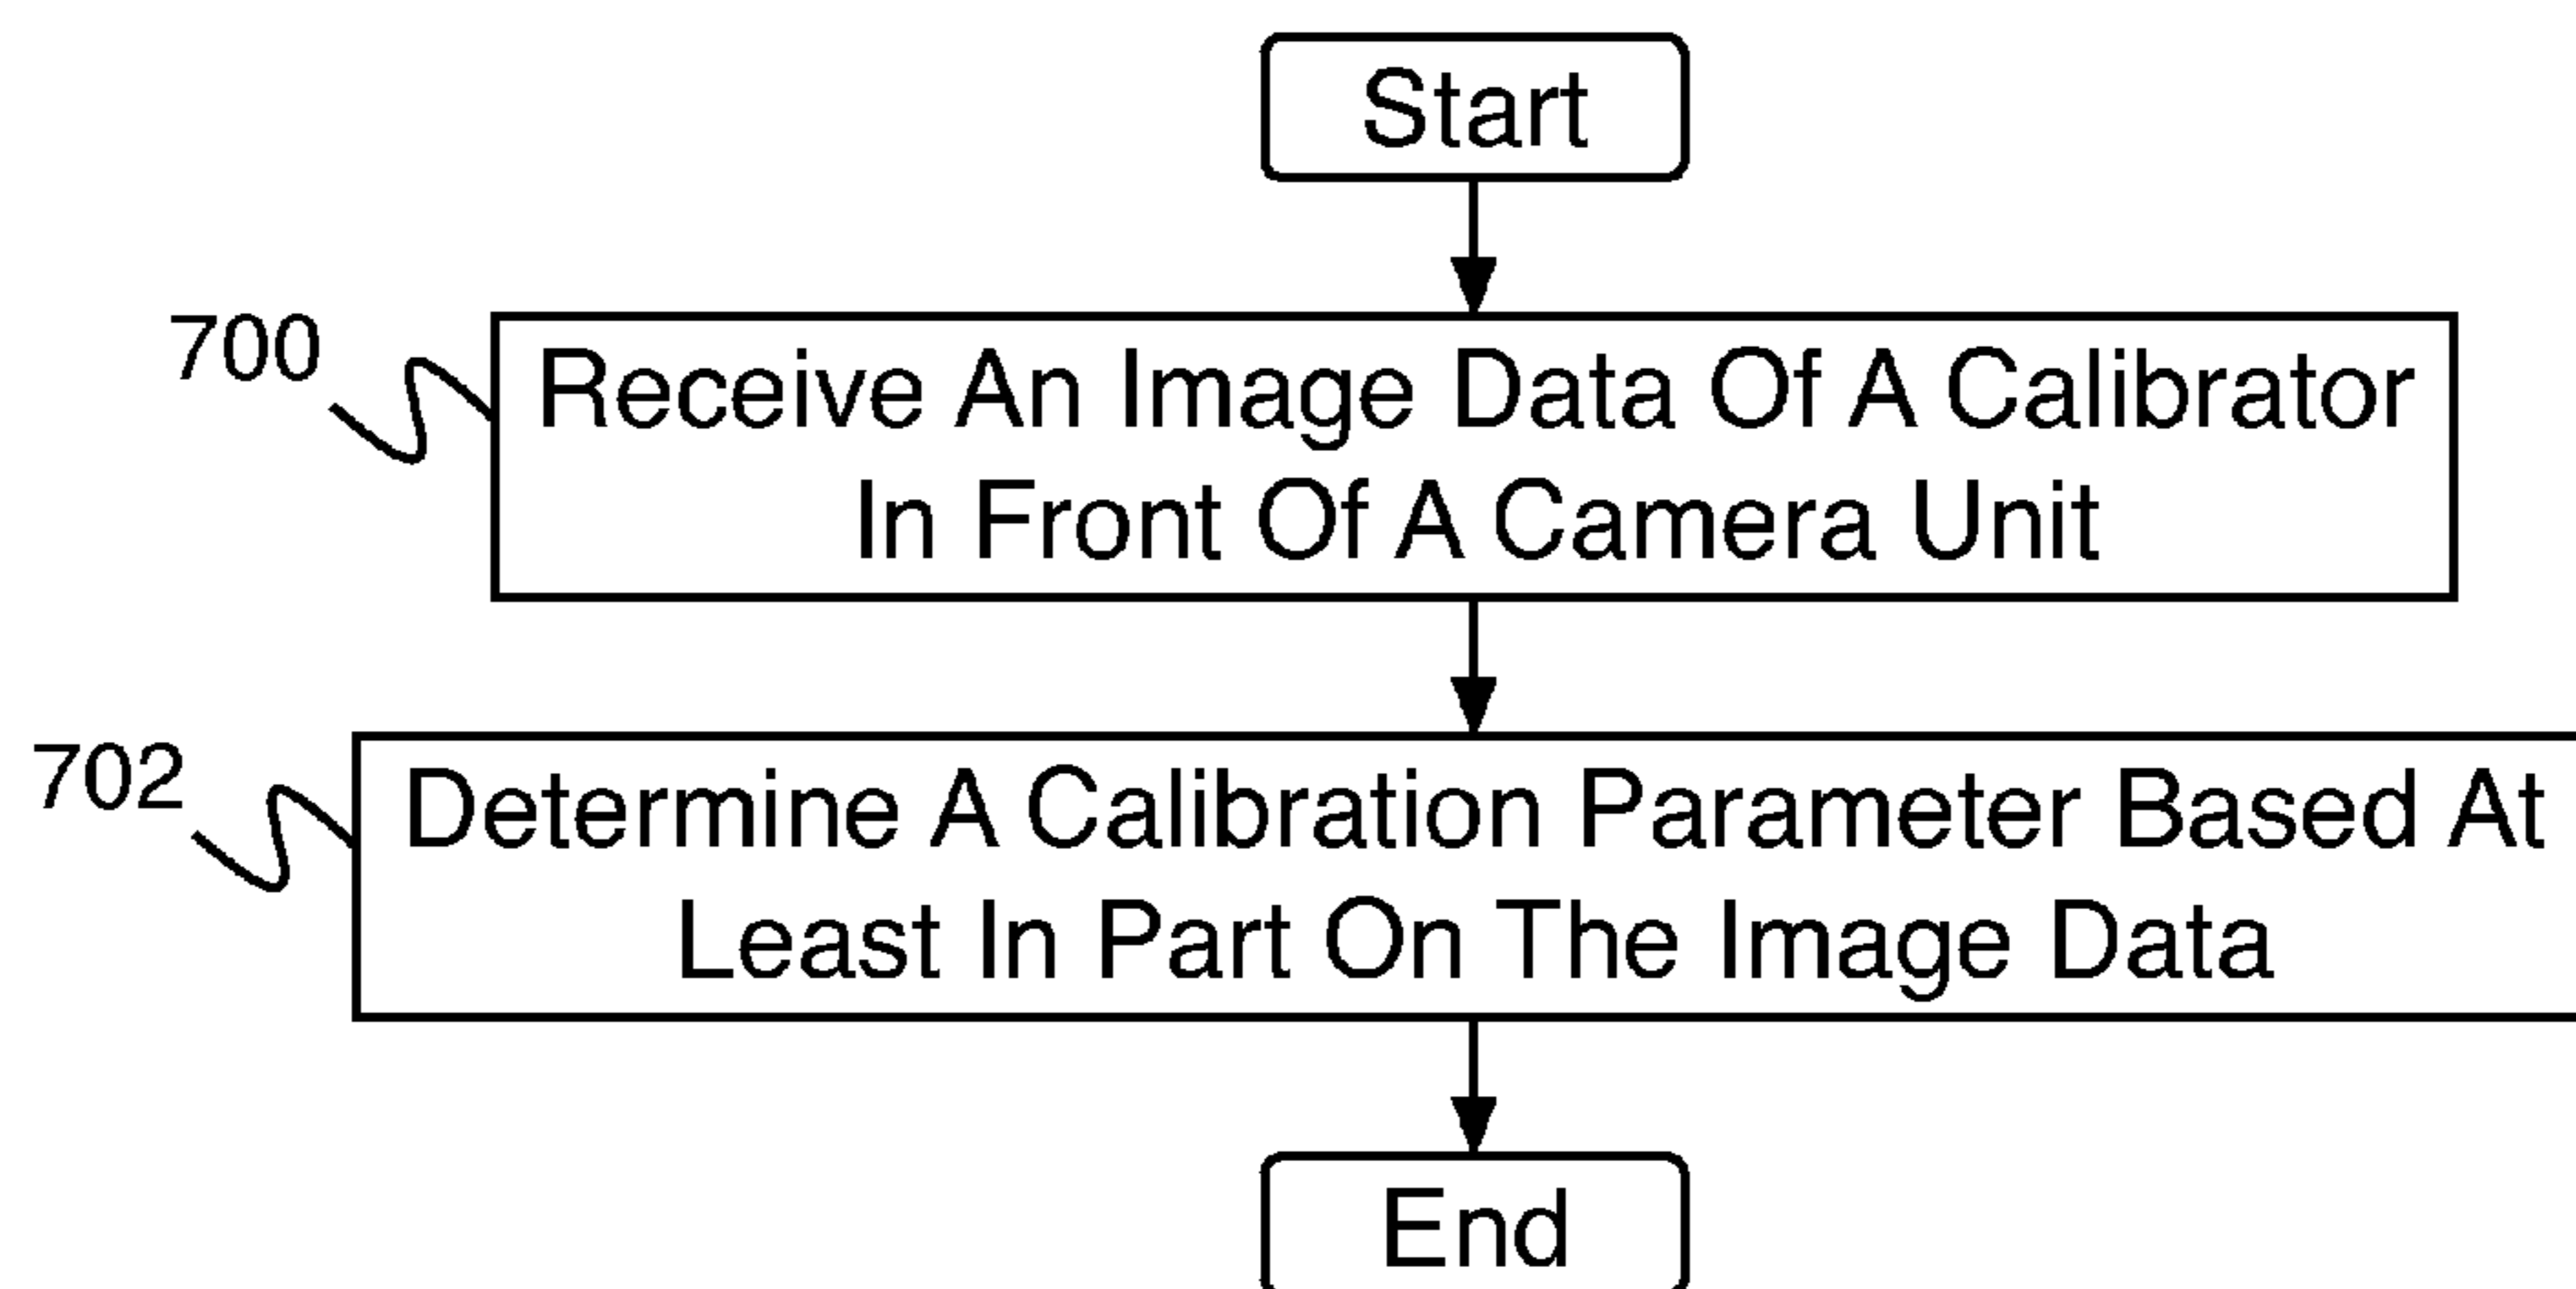 Start
700
Receive An Image Data Of A Calibrator
In Front Of A Camera Unit
702
Determine A Calibration Parameter Based At
Least In Part On The Image Data
End